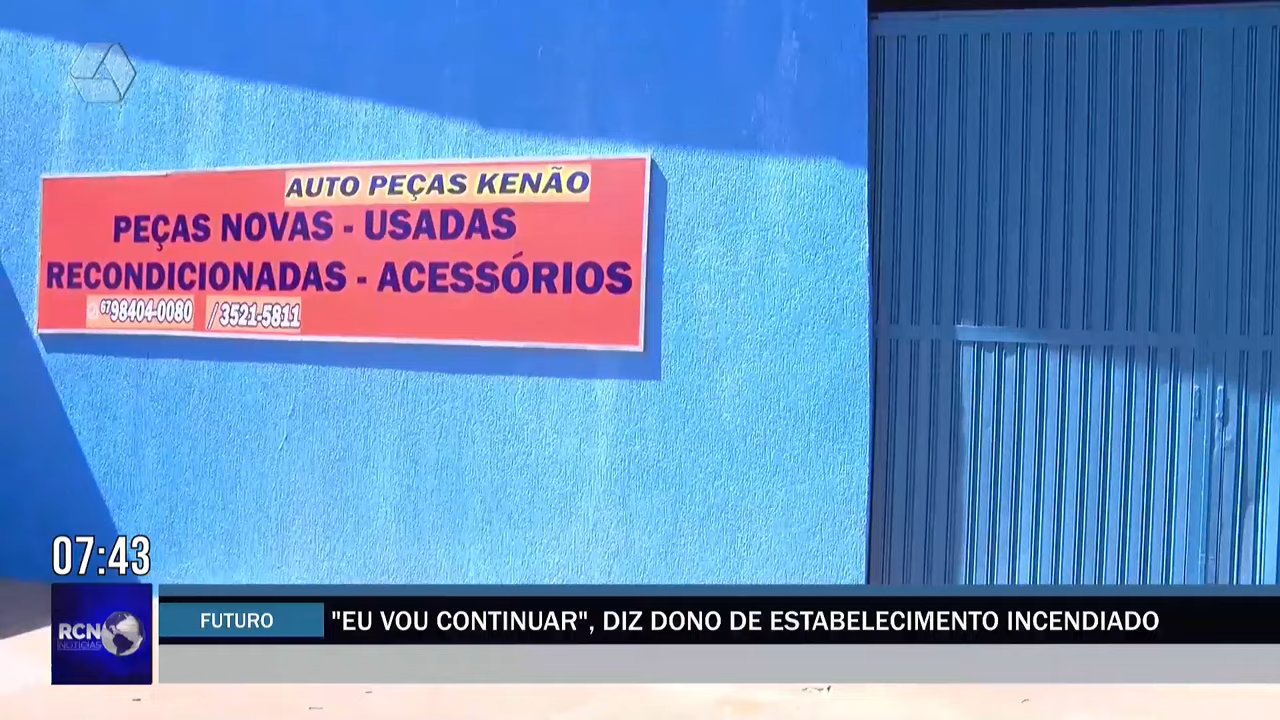 AUTO PEÇAS KENÃO
PEÇAS NOVAS - USADAS
RECONDICIONADAS - ACESSÓRIOS
67 98404-0080 / 3521-5811
07:43
RCN
NOTÍCIAS
FUTURO
"EU VOU CONTINUAR", DIZ DONO DE ESTABELECIMENTO INCENDIADO